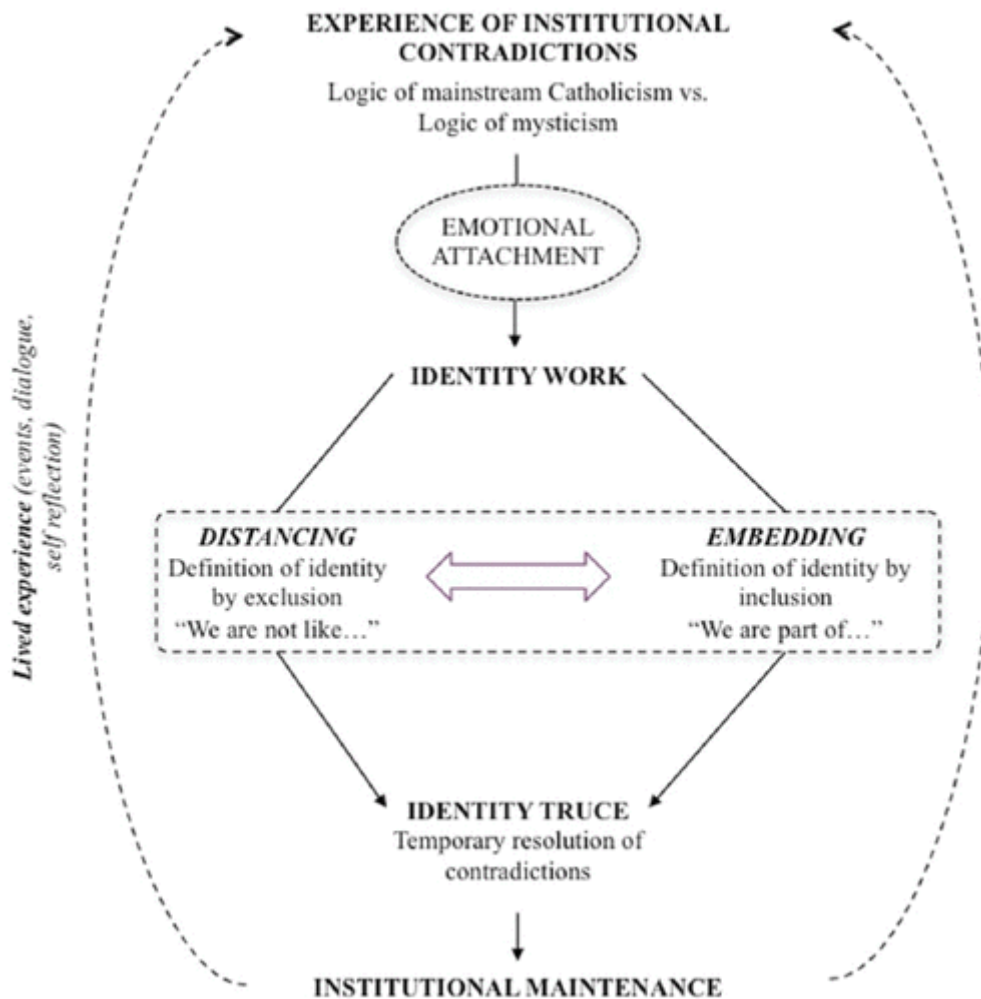 EXPERIENCE OF INSTITUTIONAL
CONTRADICTIONS
Logic of mainstream Catholicism vs.
Logic of mysticism
EMOTIONAL
ATTACHMENT
IDENTITY WORK
Lived experience (events, dialogue,
self reflection)
DISTANCING
Definition of identity
by exclusion
“We are not like…”
EMBEDDING
Definition of identity by
inclusion
“We are part of…”
IDENTITY TRUCE
Temporary resolution of
contradictions
INSTITUTIONAL MAINTENANCE